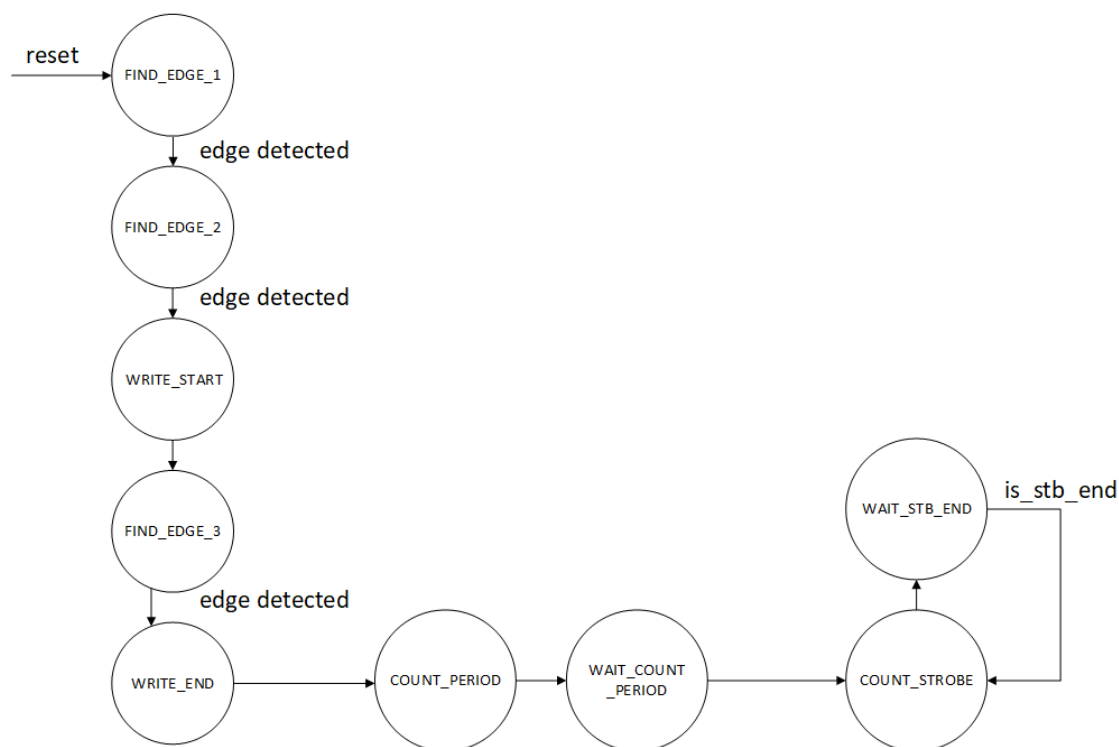 reset
FIND_EDGE_1
edge detected
FIND_EDGE_2
edge detected
WRITE_START
FIND_EDGE_3
edge detected
WRITE_END
COUNT_PERIOD
WAIT_COUNT
_PERIOD
COUNT_STROBE
WAIT_STB_END
is_stb_end